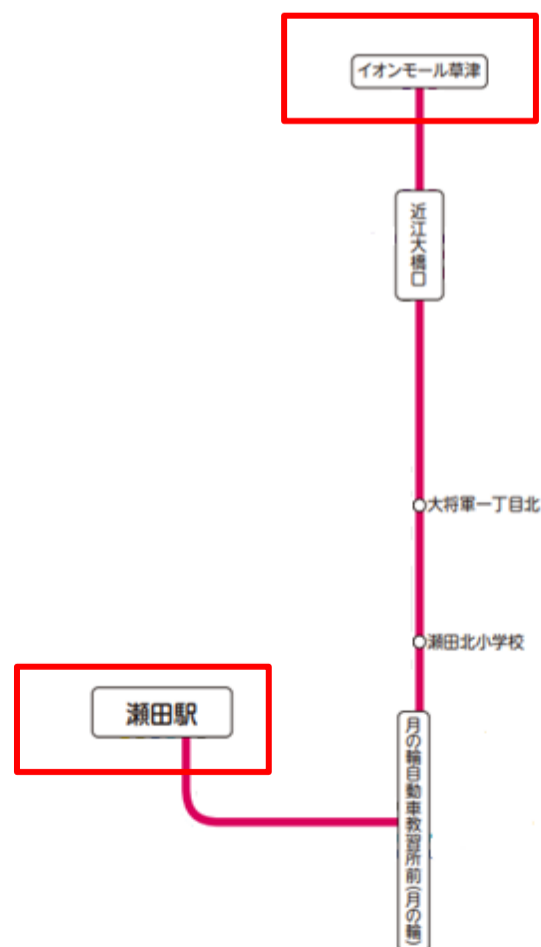 イオンモール草津
近江大橋口
大将軍一丁目北
瀬田北小学校
瀬田駅
月の輪自動車教習所前(月の輪)